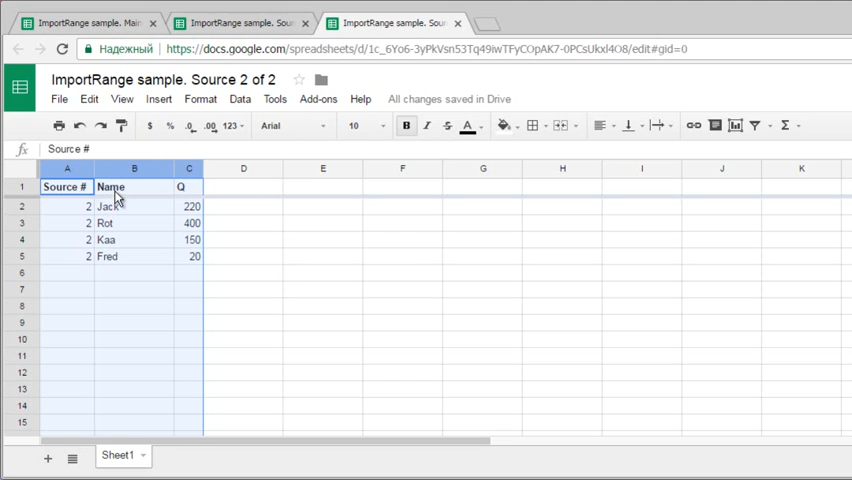 ImportRange sample. Main
ImportRange sample. Sou
ImportRange sample. Sou
Надежный
https://docs.google.com/spreadsheets/d/1c_6Yo6-3yPkVsn53Tq49iwTFyCOpAK7-0PCsUkxl4O8/edit#gid=0
ImportRange sample. Source 2 of 2
File Edit View Insert Format Data Tools Add-ons Help All changes saved in Drive
$ % .0 .00 123 Arial 10 B I S A Σ
fx Source #
A B C D E F G H I J K
1 Source # Name Q
2 2 Jack 220
3 2 Rot 400
4 2 Kaa 150
5 2 Fred 20
6
7
8
9
10
11
12
13
14
15
Sheet1